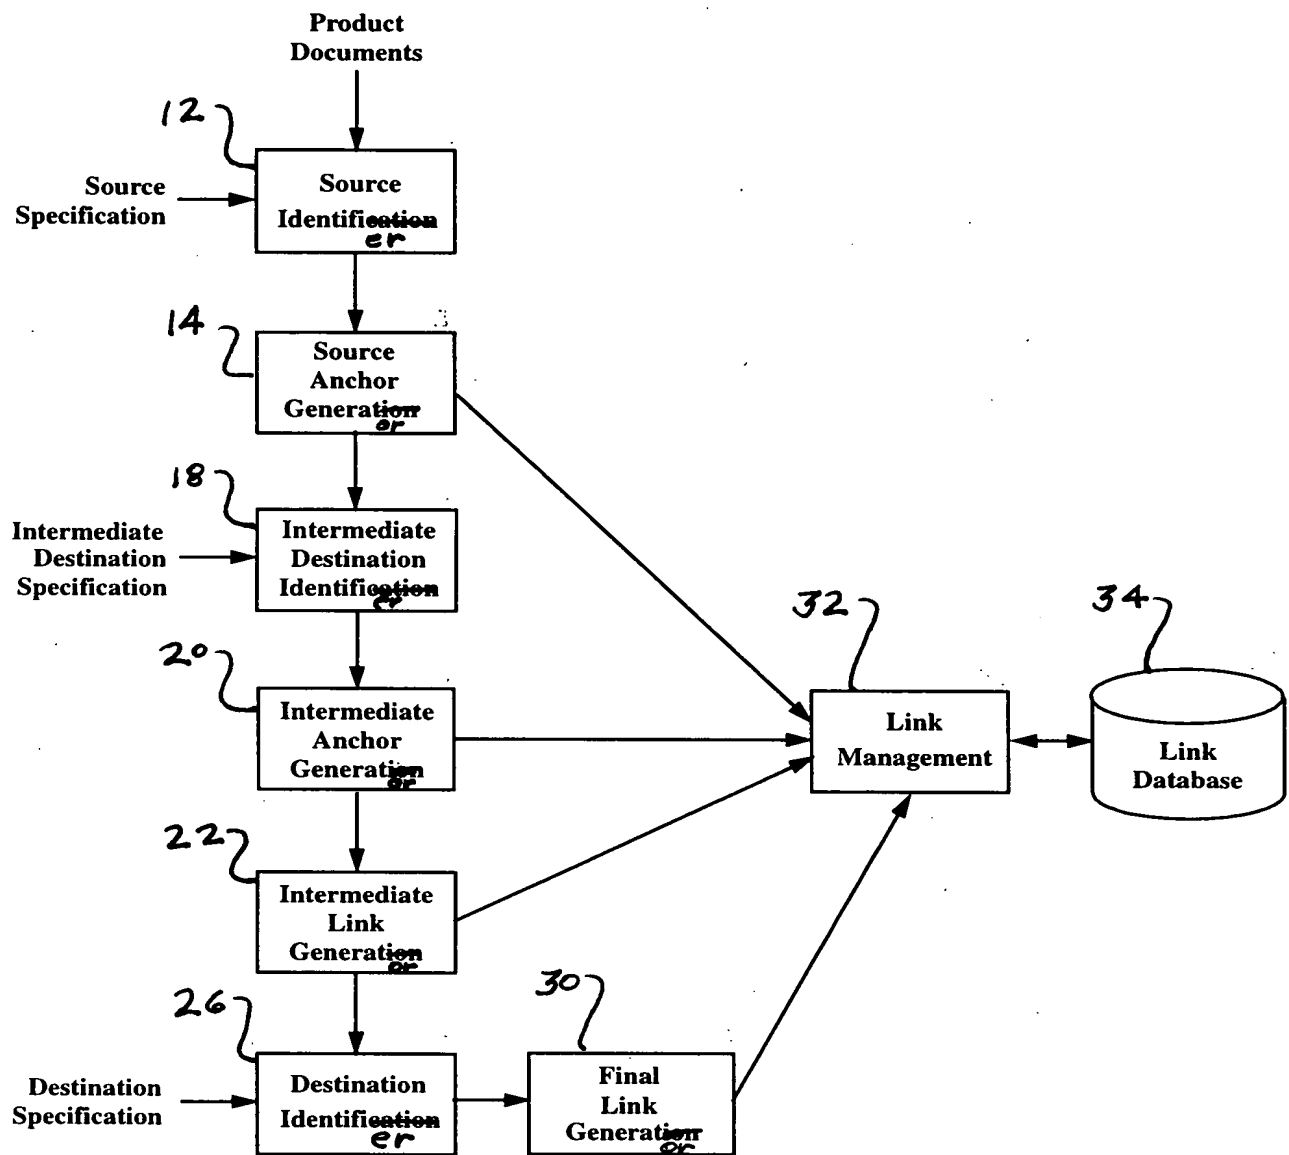 Product
Documents
12
Source
Specification
Source
Identification
er
14
Source
Anchor
Generation
or
18
Intermediate
Destination
Specification
Intermediate
Destination
Identification
er
20
Intermediate
Anchor
Generation
or
32
Link
Management
34
Link
Database
22
Intermediate
Link
Generation
or
26
Destination
Specification
Destination
Identification
er
30
Final
Link
Generation
or